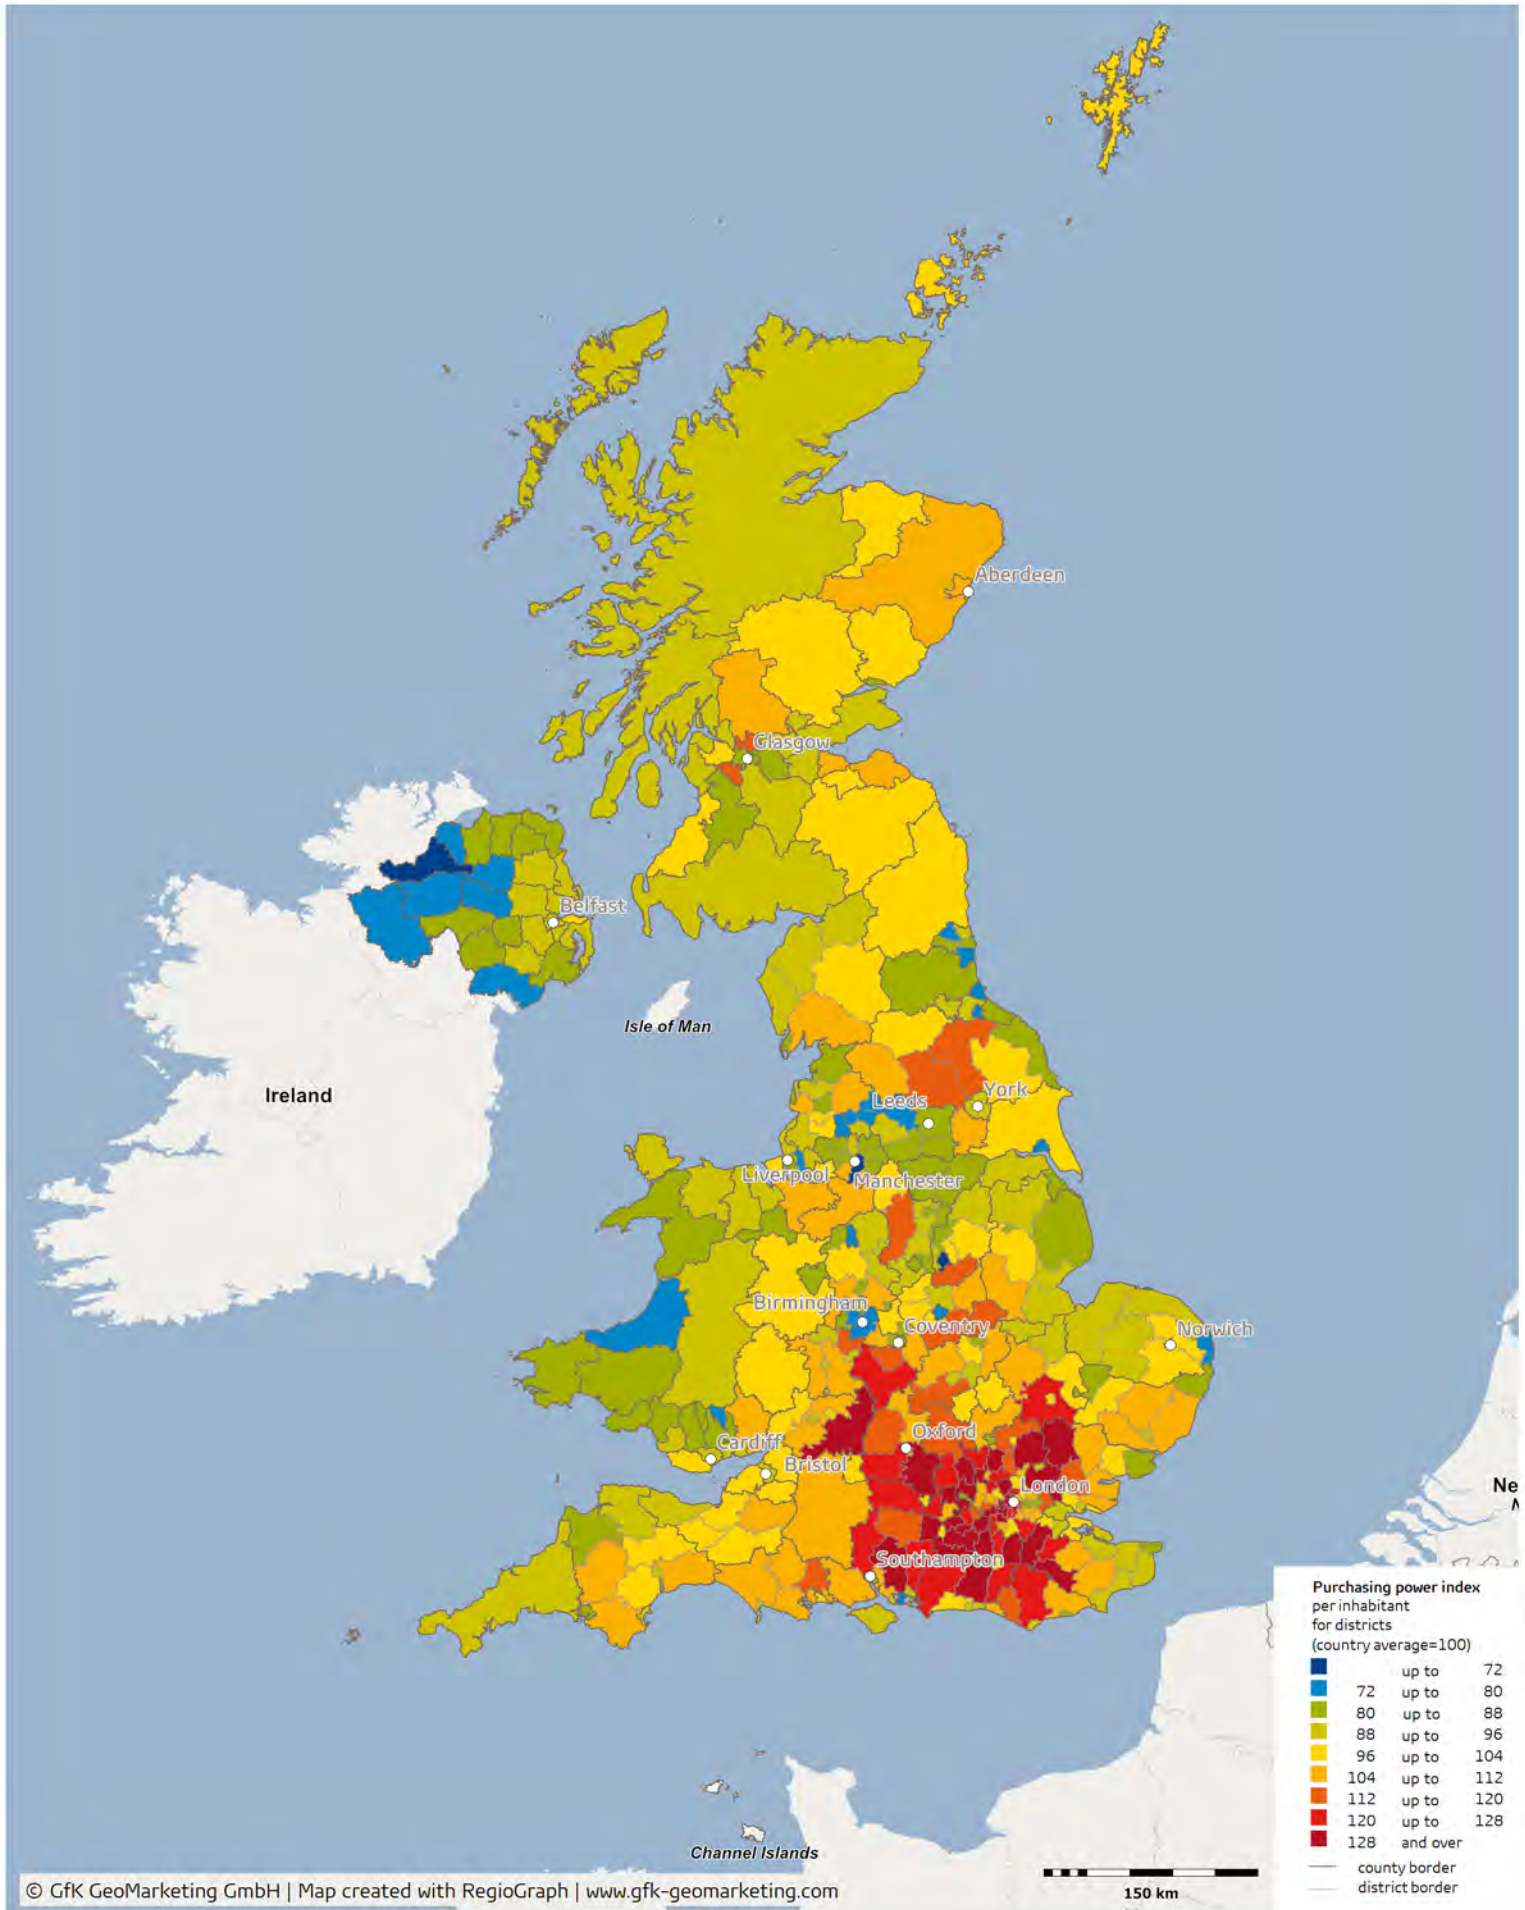 Aberdeen
Glasgow
Belfast
Isle of Man
Ireland
York
Leeds
Liverpool
Manchester
Birmingham
Coventry
Norwich
Cardiff
Oxford
Bristol
London
Ne
Southampton
Channel Islands
Purchasing power index
per inhabitant
for districts
(country average=100)
up to 72
72 up to 80
80 up to 88
88 up to 96
96 up to 104
104 up to 112
112 up to 120
120 up to 128
128 and over
county border
district border
150 km
© GfK GeoMarketing GmbH | Map created with RegioGraph | www.gfk-geomarketing.com